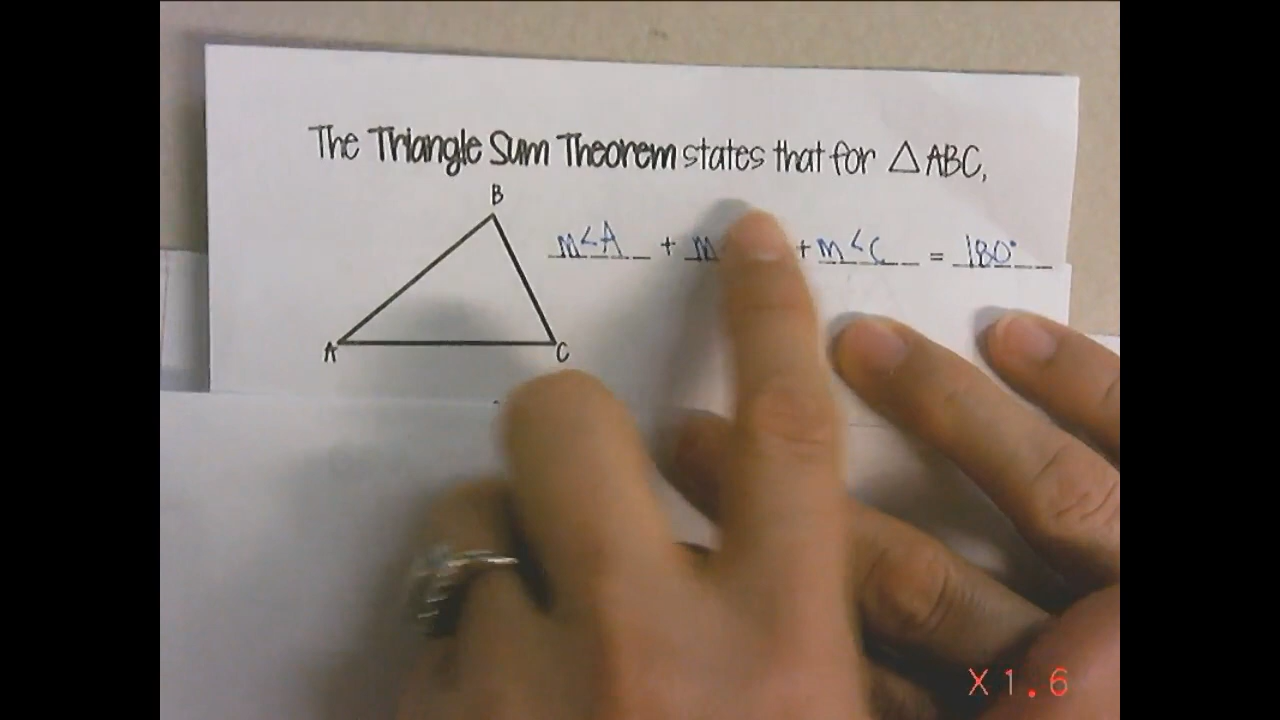 The Triangle Sum Theorem states that for △ABC,
B
m<A + m + m<C = 180°
A
C
X1.6